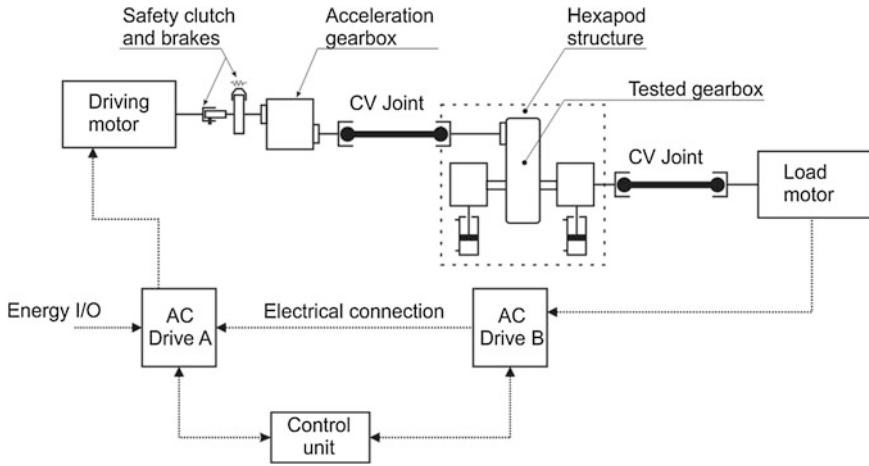 Safety clutch
and brakes
Acceleration
gearbox
Hexapod
structure
Driving
motor
CV Joint
Tested gearbox
CV Joint
Load
motor
Energy I/O
AC
Drive A
Electrical connection
AC
Drive B
Control
unit